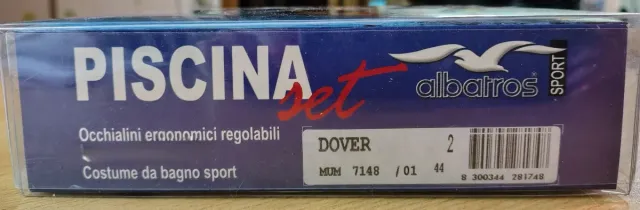 PISCINA
set
albatros®
SPORT
Occhialini ergonomici regolabili
Costume da bagno sport
DOVER 2
MUM 7148 /01 44
8 300344 281748